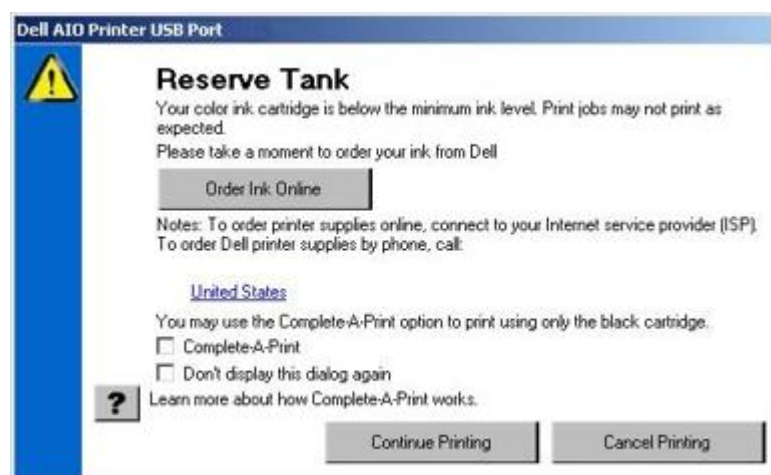 Dell AIO Printer USB Port
Reserve Tank
Your color ink cartridge is below the minimum ink level. Print jobs may not print as
expected.
Please take a moment to order your ink from Dell
Order Ink Online
Notes: To order printer supplies online, connect to your Internet service provider (ISP).
To order Dell printer supplies by phone, call:
United States
You may use the Complete-A-Print option to print using only the black cartridge.
Complete-A-Print
Don't display this dialog again
? Learn more about how Complete-A-Print works.
Continue Printing Cancel Printing